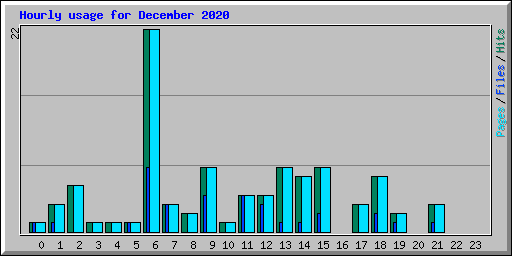 Hourly usage for December 2020
22
Pages/Files/Hits
0 1 2 3 4 5 6 7 8 9 10 11 12 13 14 15 16 17 18 19 20 21 22 23